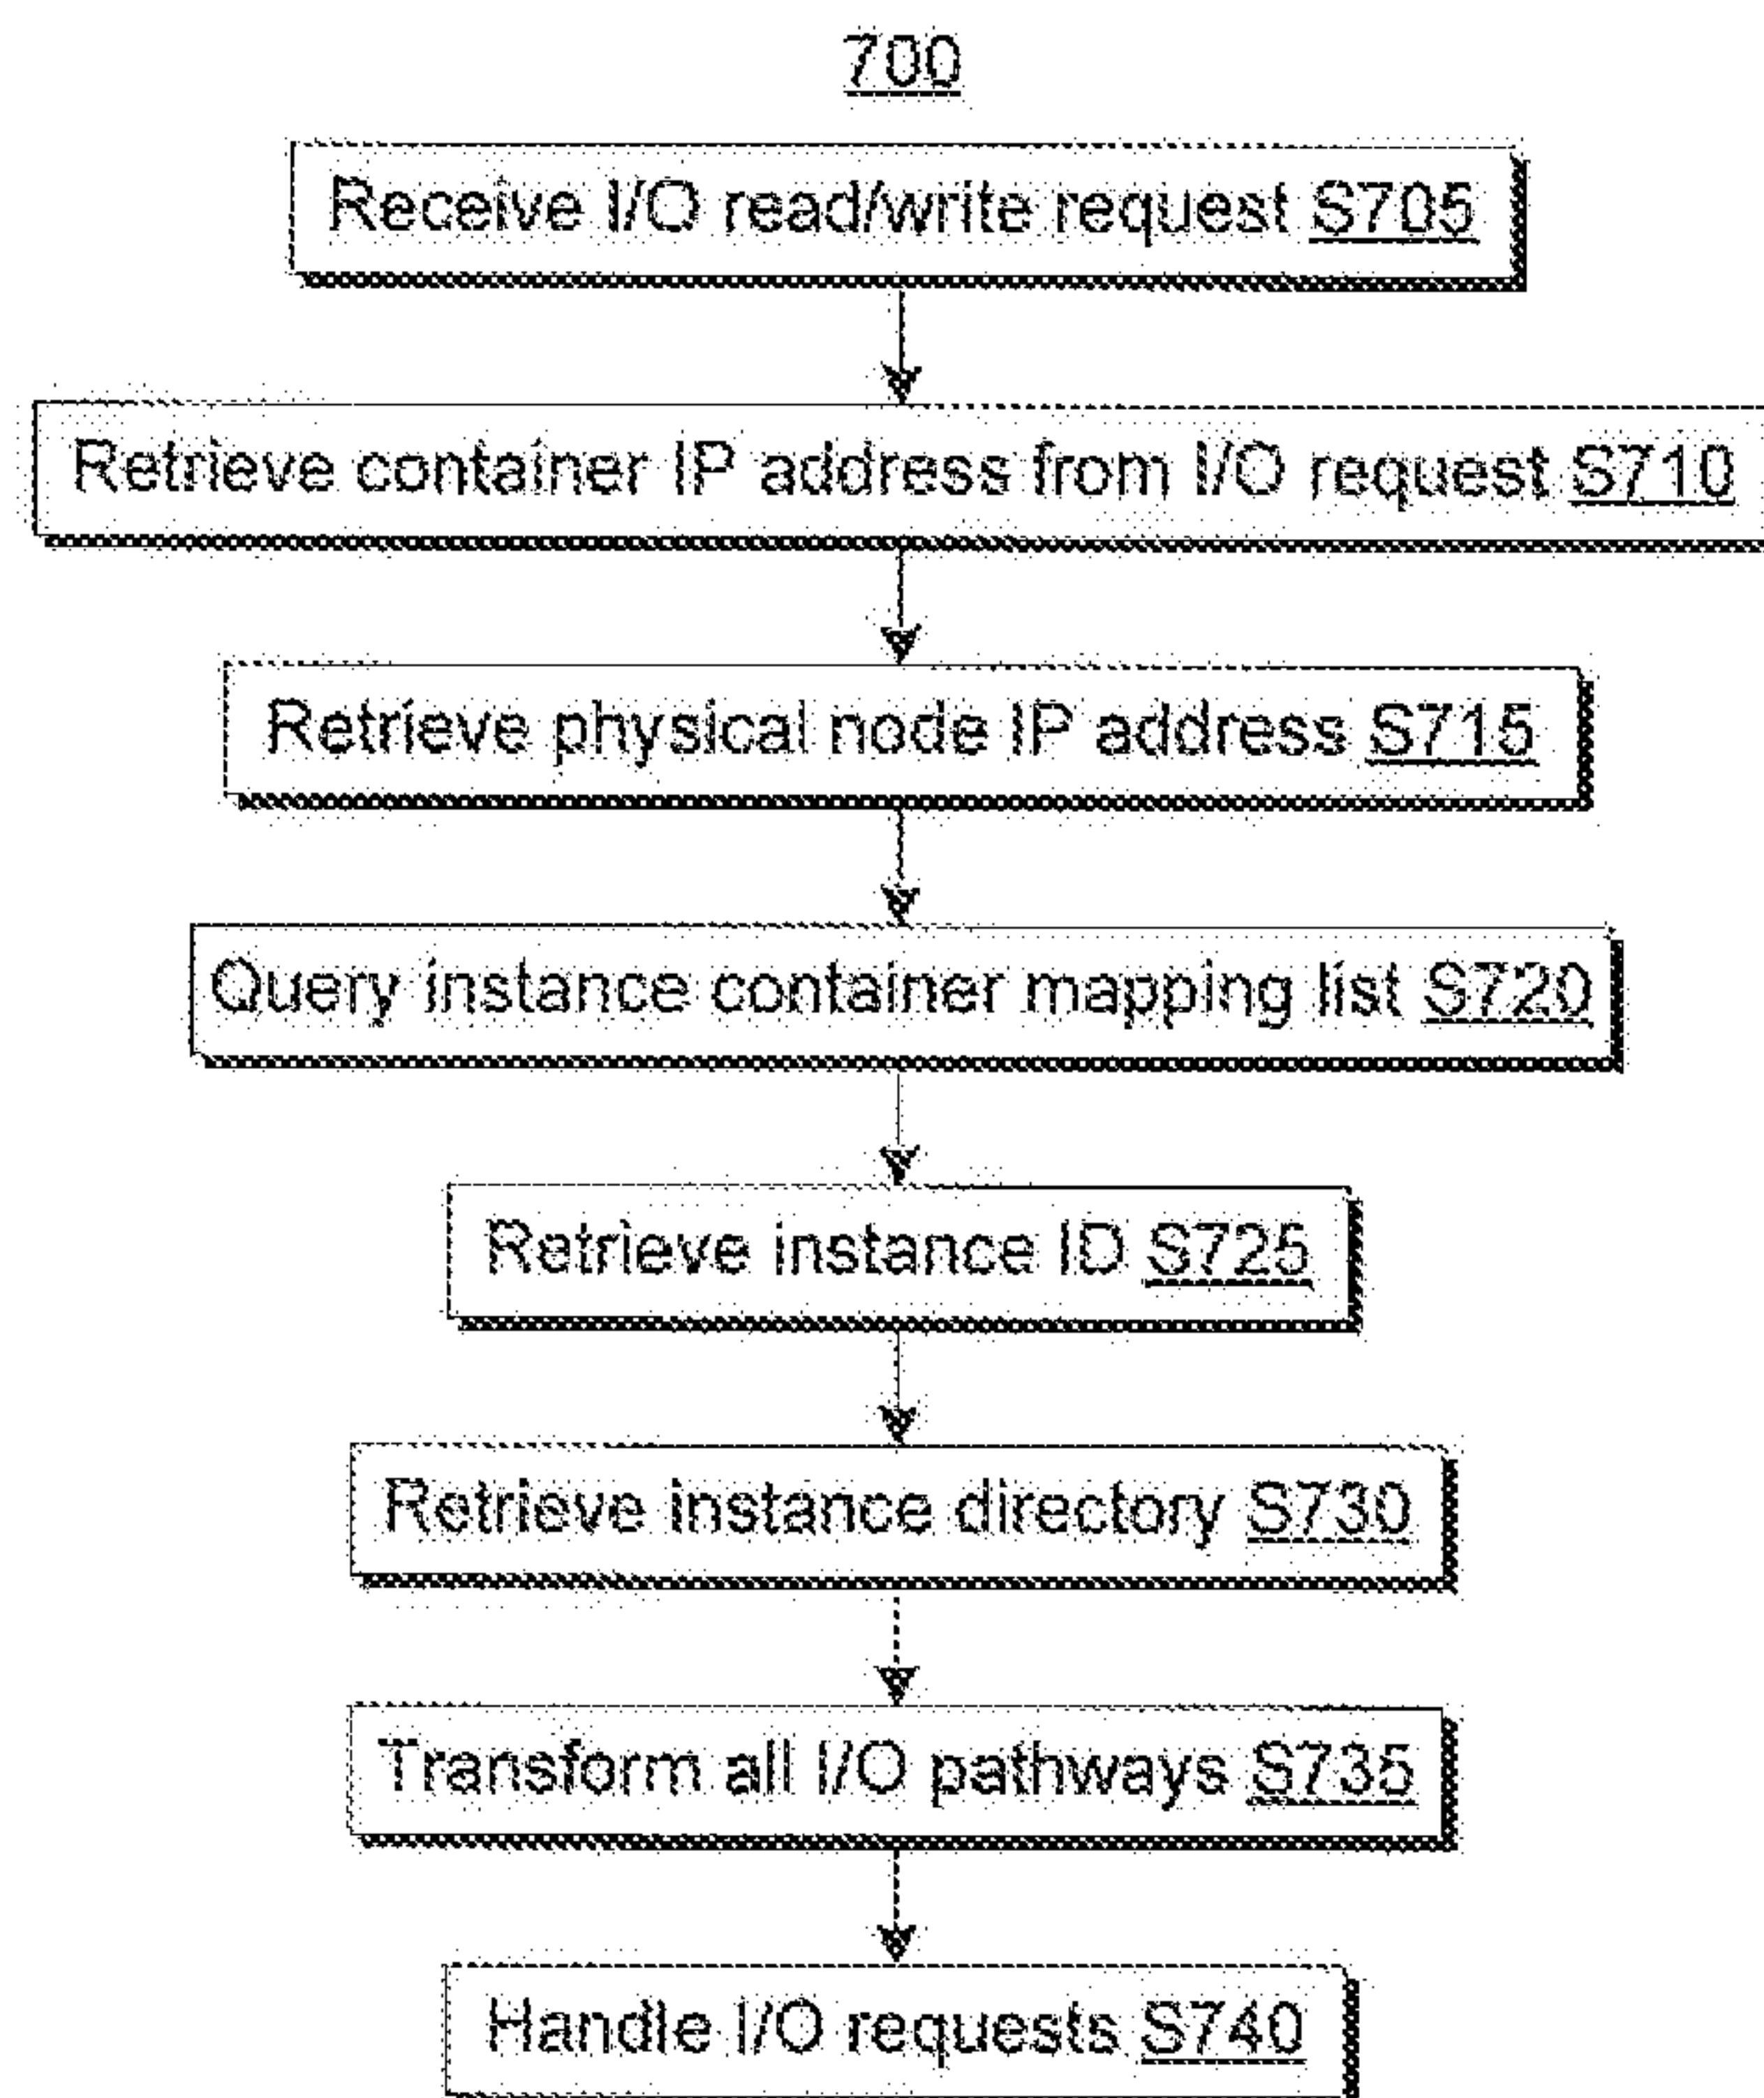 700
Receive I/O read/write request S705
Retrieve container IP address from I/O request S710
Retrieve physical node IP address S715
Query instance container mapping list S720
Retrieve instance ID S725
Retrieve instance directory S730
Transform all I/O pathways S735
Handle I/O requests S740